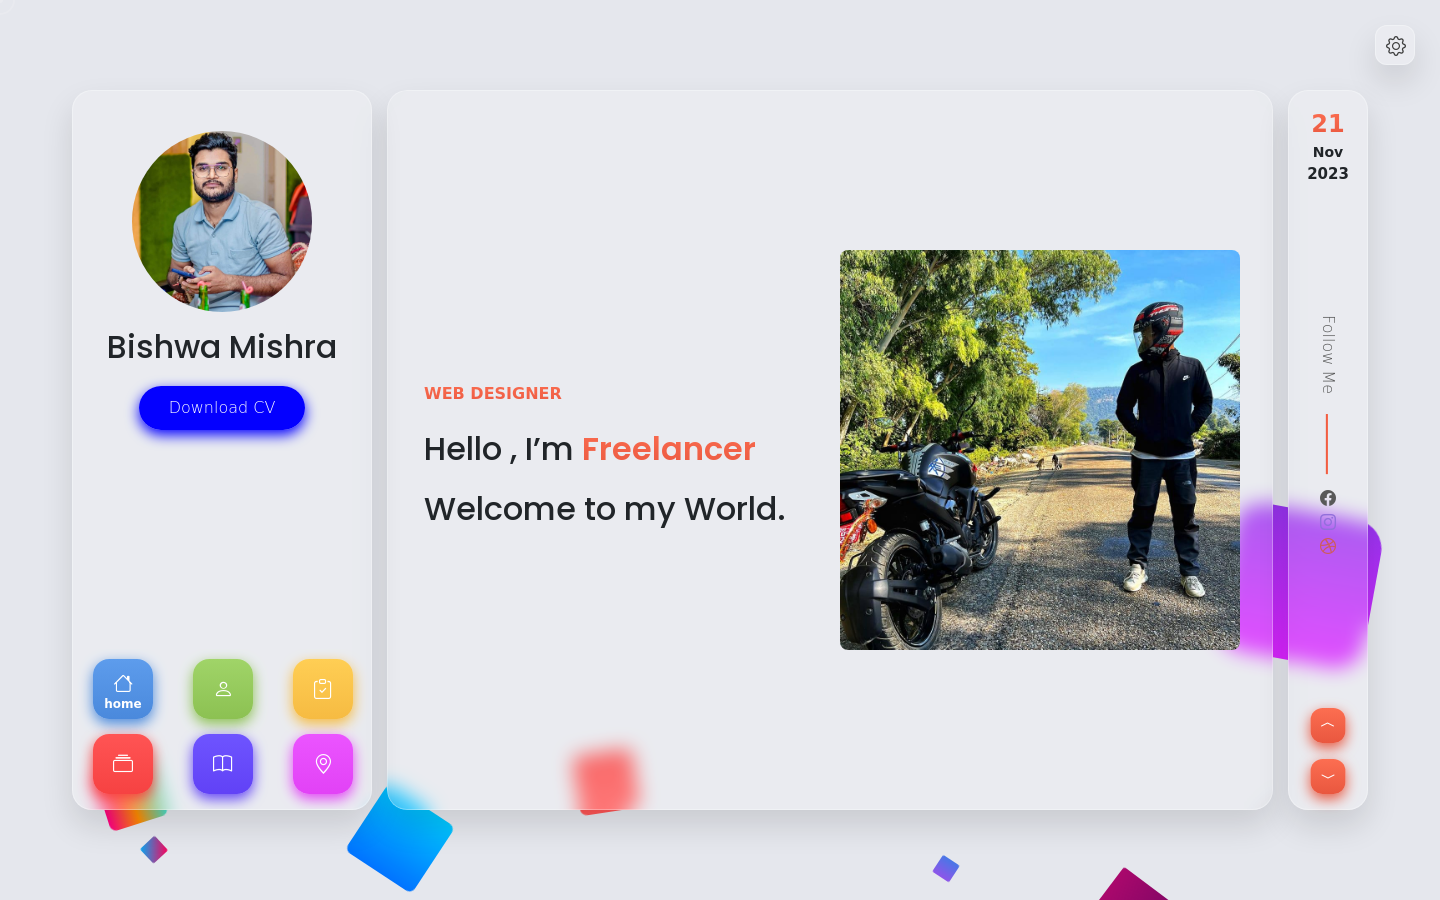 Bishwa Mishra
Download CV
home
WEB DESIGNER
Hello , I’m Freelancer
Welcome to my World.
21
Nov
2023
Follow Me